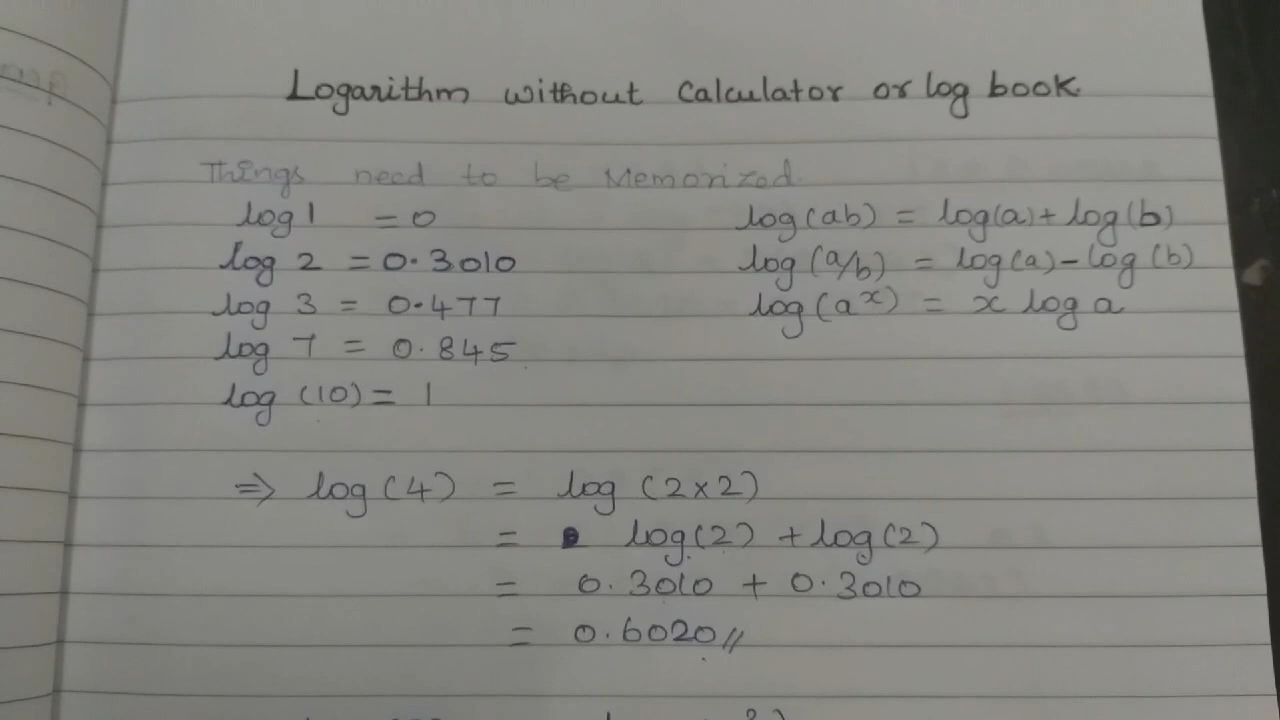 Logarithm without Calculator or log book
Things need to be Memorized.
log 1 = 0
log 2 = 0.3010
log 3 = 0.477
log 7 = 0.845
log (10) = 1
log(ab) = log(a) + log(b)
log (a/b) = log(a) - log (b)
log (a^x) = x log a
⇒ log (4) = log (2×2)
= log(2) + log(2)
= 0.3010 + 0.3010
= 0.6020 //